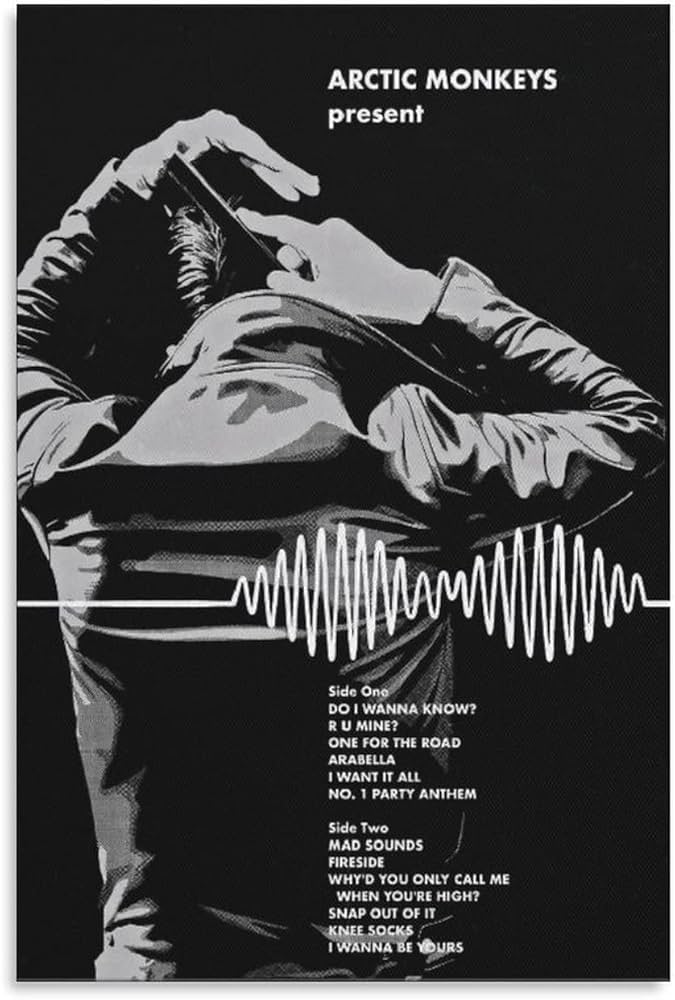 ARCTIC MONKEYS
present
Side One
DO I WANNA KNOW?
R U MINE?
ONE FOR THE ROAD
ARABELLA
I WANT IT ALL
NO. 1 PARTY ANTHEM
Side Two
MAD SOUNDS
FIRESIDE
WHY'D YOU ONLY CALL ME
WHEN YOU'RE HIGH?
SNAP OUT OF IT
KNEE SOCKS
I WANNA BE YOURS